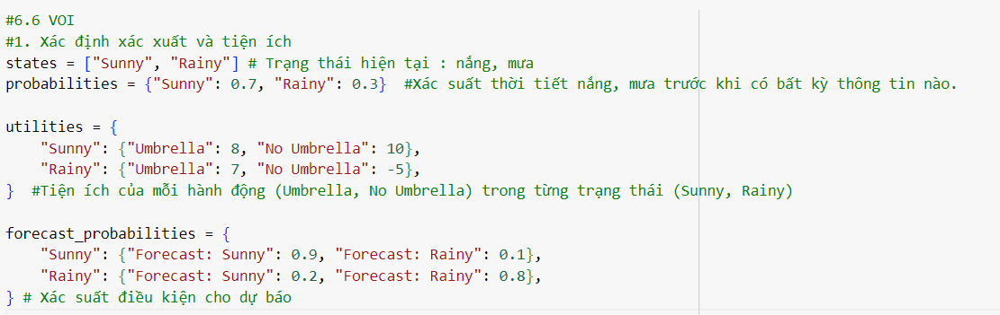 #6.6 VOI
#1. Xác định xác xuất và tiện ích
states = ["Sunny", "Rainy"] # Trạng thái hiện tại : nắng, mưa
probabilities = {"Sunny": 0.7, "Rainy": 0.3}  #Xác suất thời tiết nắng, mưa trước khi có bất kỳ thông tin nào.
utilities = {
    "Sunny": {"Umbrella": 8, "No Umbrella": 10},
    "Rainy": {"Umbrella": 7, "No Umbrella": -5},
}  #Tiện ích của mỗi hành động (Umbrella, No Umbrella) trong từng trạng thái (Sunny, Rainy)
forecast_probabilities = {
    "Sunny": {"Forecast: Sunny": 0.9, "Forecast: Rainy": 0.1},
    "Rainy": {"Forecast: Sunny": 0.2, "Forecast: Rainy": 0.8},
} # Xác suất điều kiện cho dự báo